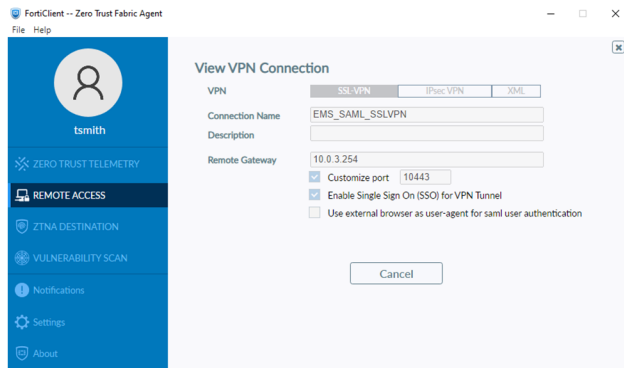 FortiClient -- Zero Trust Fabric Agent
File Help
tsmith
ZERO TRUST TELEMETRY
REMOTE ACCESS
ZTNA DESTINATION
VULNERABILITY SCAN
Notifications
Settings
About
View VPN Connection
VPN SSL-VPN IPsec VPN XML
Connection Name EMS_SAML_SSLVPN
Description
Remote Gateway 10.0.3.254
Customize port 10443
Enable Single Sign On (SSO) for VPN Tunnel
Use external browser as user-agent for saml user authentication
Cancel